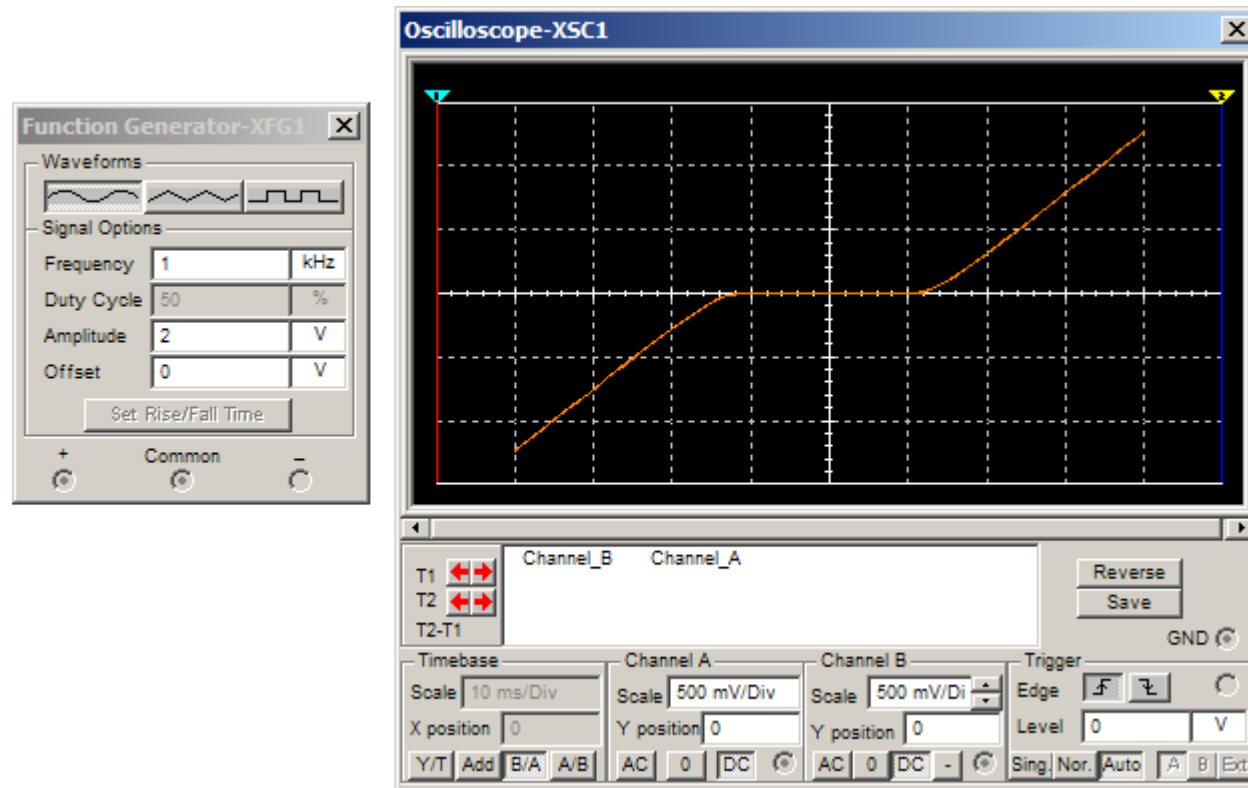 Function Generator-XFG1
Waveforms
Signal Options
Frequency 1 kHz
Duty Cycle 50 %
Amplitude 2 V
Offset 0 V
Set Rise/Fall Time
+ Common −
Oscilloscope-XSC1
1 2
Channel_B Channel_A
T1
T2
T2-T1
Reverse
Save
GND
Timebase
Scale 10 ms/Div
X position 0
Y/T Add B/A A/B
Channel A
Scale 500 mV/Div
Y position 0
AC 0 DC
Channel B
Scale 500 mV/Di
Y position 0
AC 0 DC -
Trigger
Edge
Level 0 V
Sing. Nor. Auto A B Ext